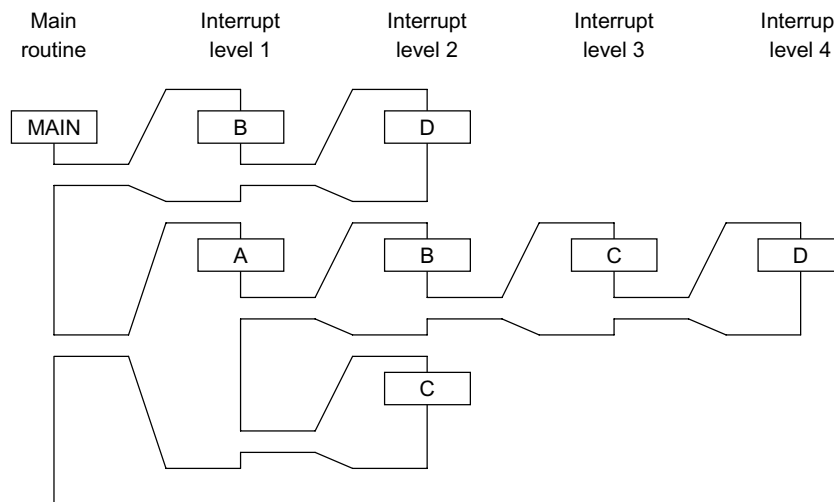 Main routine
Interrupt level 1
Interrupt level 2
Interrupt level 3
Interrup level 4
MAIN
B
D
A
B
C
D
C